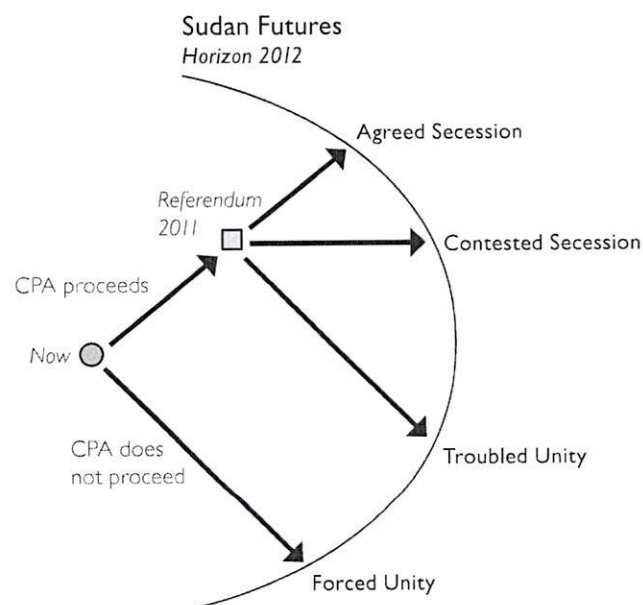 Sudan Futures
Horizon 2012
Agreed Secession
Referendum
2011
Contested Secession
CPA proceeds
Now
CPA does
not proceed
Troubled Unity
Forced Unity